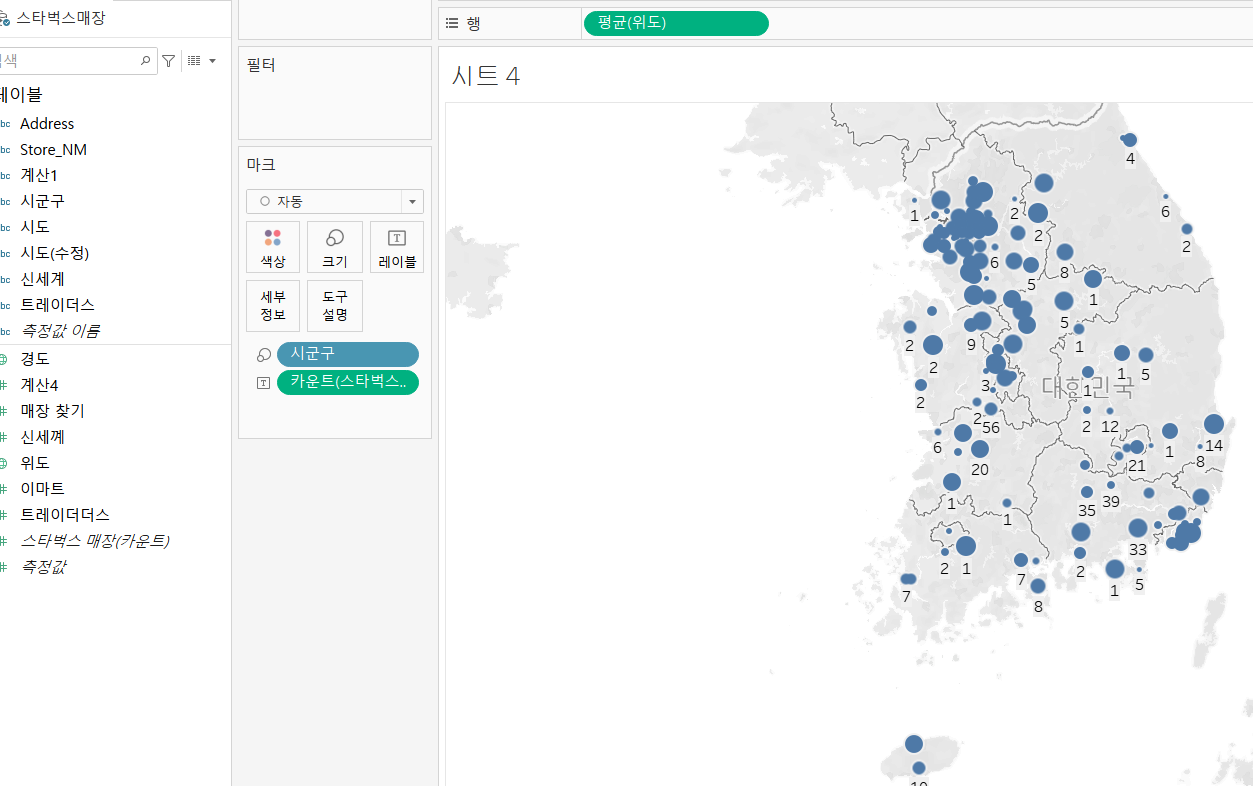 스타벅스매장
행
평균(위도)
색
필터
시트 4
테이블
Address
Store_NM
계산1
시군구
시도
시도(수정)
신세계
트레이더스
측정값 이름
경도
계산4
매장 찾기
신세꼐
위도
이마트
트레이더더스
스타벅스 매장(카운트)
측정값
마크
자동
색상
크기
레이블
세부
정보
도구
설명
시군구
카운트(스타벅스..
4
1
2
6
2
2
6
8
5
1
5
2
9
1
2
1
5
3
대한민국
1
2
2
56
2
12
6
14
1
8
20
21
1
35
39
1
33
2
1
2
7
1
5
7
8